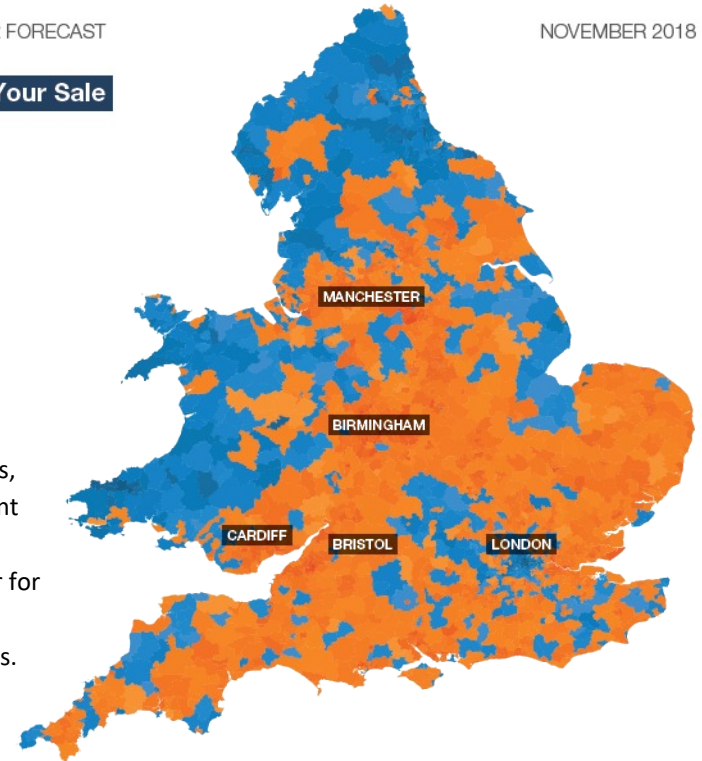 FORECAST
NOVEMBER 2018
Your Sale
MANCHESTER
BIRMINGHAM
s,
nt
CARDIFF
BRISTOL
LONDON
r for
s.